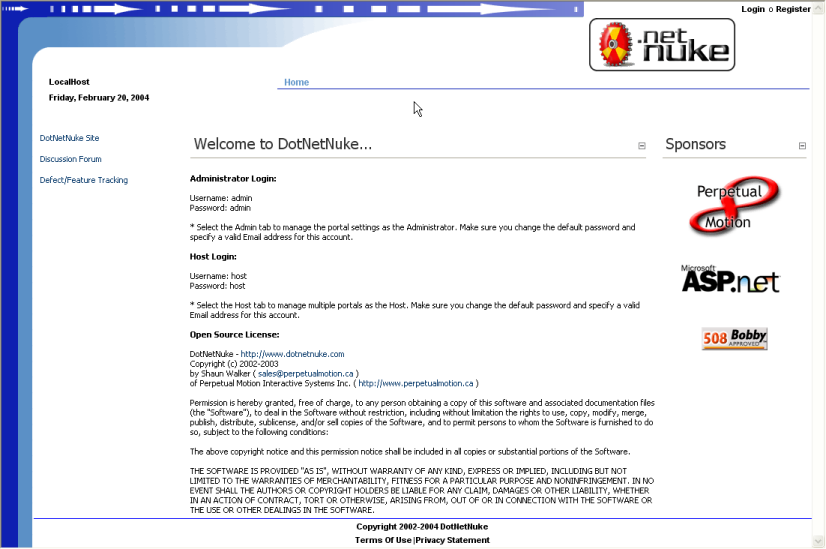 Login o Register
.net
nuke
LocalHost
Home
Friday, February 20, 2004
DotNetNuke Site
Discussion Forum
Defect/Feature Tracking
Welcome to DotNetNuke...
Administrator Login:
Username: admin
Password: admin
* Select the Admin tab to manage the portal settings as the Administrator. Make sure you change the default password and
specify a valid Email address for this account.
Host Login:
Username: host
Password: host
* Select the Host tab to manage multiple portals as the Host. Make sure you change the default password and specify a valid
Email address for this account.
Open Source License:
DotNetNuke - http://www.dotnetnuke.com
Copyright (c) 2002-2003
by Shaun Walker ( sales@perpetualmotion.ca )
of Perpetual Motion Interactive Systems Inc. ( http://www.perpetualmotion.ca )
Permission is hereby granted, free of charge, to any person obtaining a copy of this software and associated documentation files
(the "Software"), to deal in the Software without restriction, including without limitation the rights to use, copy, modify, merge,
publish, distribute, sublicense, and/or sell copies of the Software, and to permit persons to whom the Software is furnished to do
so, subject to the following conditions:
The above copyright notice and this permission notice shall be included in all copies or substantial portions of the Software.
THE SOFTWARE IS PROVIDED "AS IS", WITHOUT WARRANTY OF ANY KIND, EXPRESS OR IMPLIED, INCLUDING BUT NOT
LIMITED TO THE WARRANTIES OF MERCHANTABILITY, FITNESS FOR A PARTICULAR PURPOSE AND NONINFRINGEMENT. IN NO
EVENT SHALL THE AUTHORS OR COPYRIGHT HOLDERS BE LIABLE FOR ANY CLAIM, DAMAGES OR OTHER LIABILITY, WHETHER
IN AN ACTION OF CONTRACT, TORT OR OTHERWISE, ARISING FROM, OUT OF OR IN CONNECTION WITH THE SOFTWARE OR
THE USE OR OTHER DEALINGS IN THE SOFTWARE.
Sponsors
Perpetual
Motion
Microsoft
ASP.net
508 Bobby
APPROVED
Copyright 2002-2004 DotNetNuke
Terms Of Use|Privacy Statement